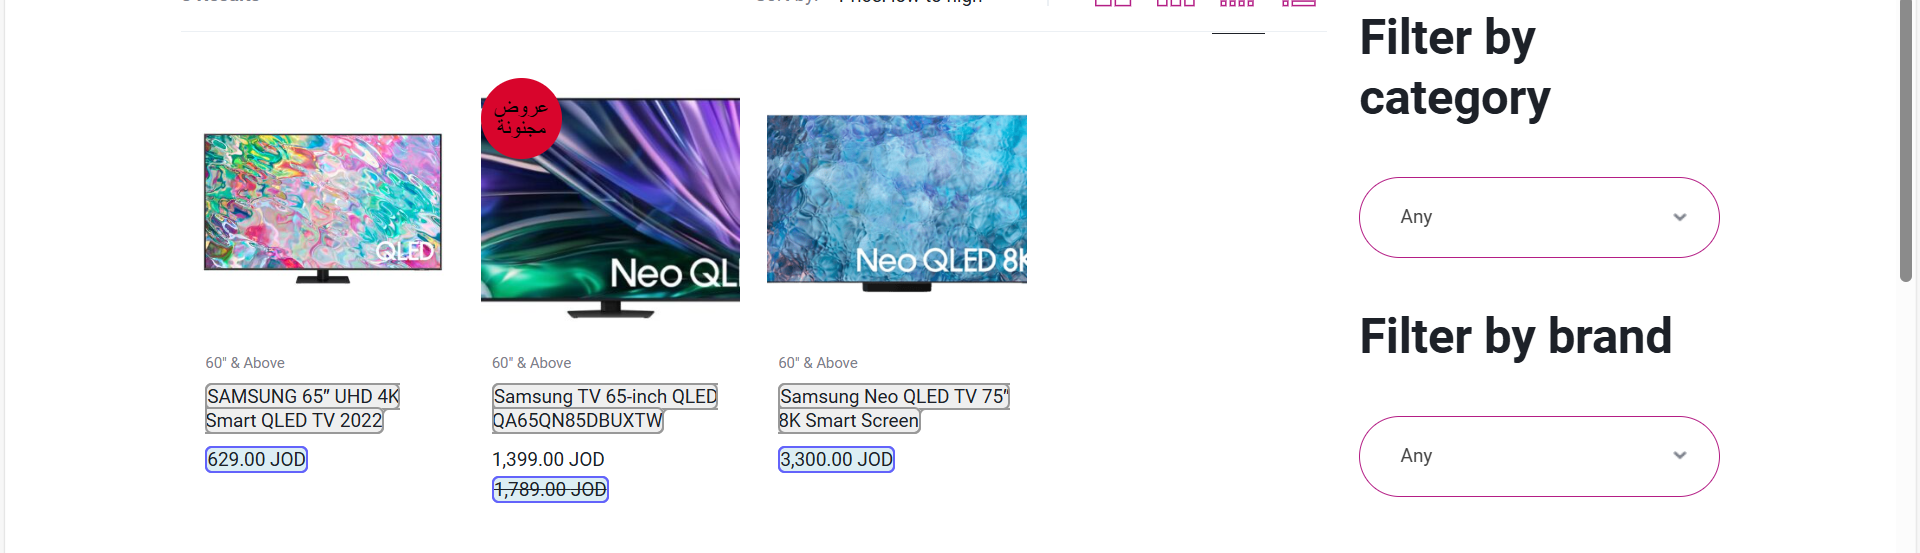 Filter by
category
عروض
مجنونة
QLED
Neo QL
Neo QLED 8K
Any
Filter by brand
60" & Above
60" & Above
60" & Above
SAMSUNG 65” UHD 4K
Smart QLED TV 2022
Samsung TV 65-inch QLED
QA65QN85DBUXTW
Samsung Neo QLED TV 75”
8K Smart Screen
629.00 JOD
1,399.00 JOD
1,789.00 JOD
3,300.00 JOD
Any